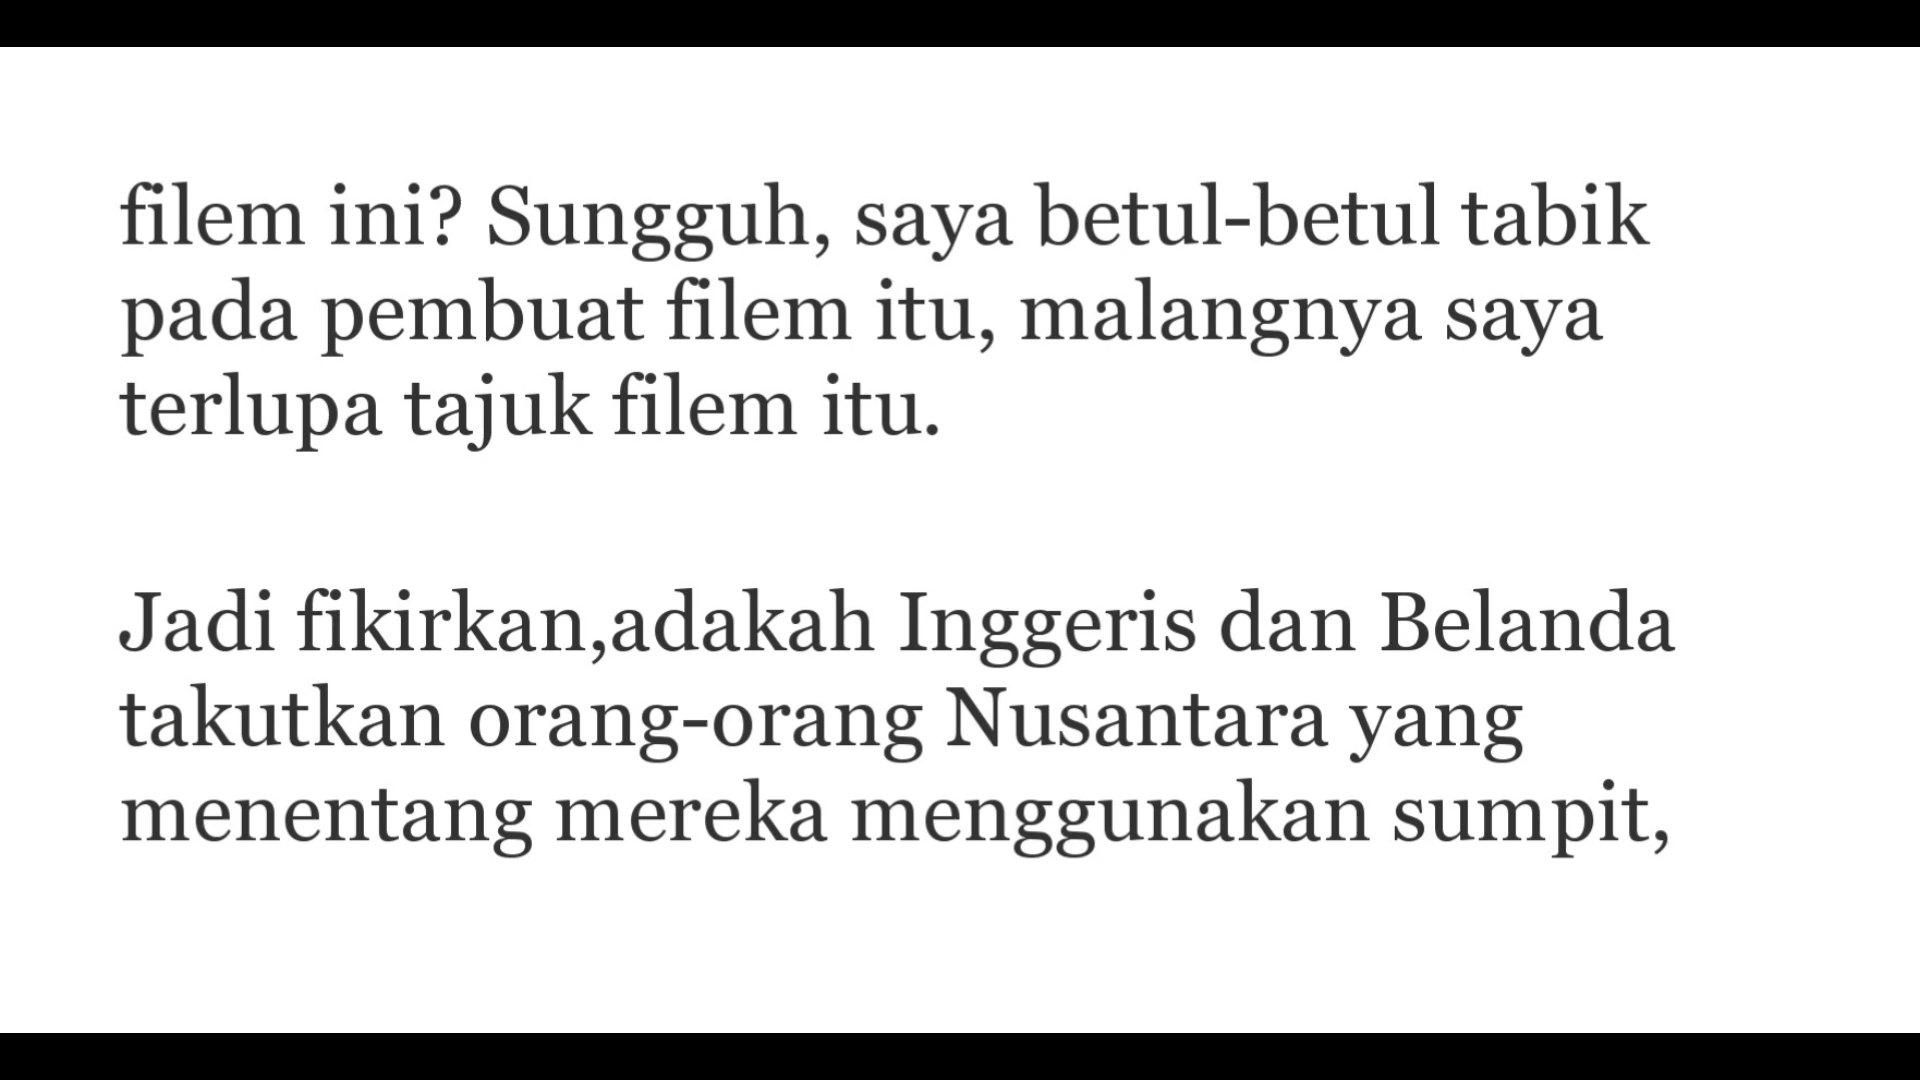 filem ini? Sungguh, saya betul-betul tabik
pada pembuat filem itu, malangnya saya
terlupa tajuk filem itu.
Jadi fikirkan,adakah Inggeris dan Belanda
takutkan orang-orang Nusantara yang
menentang mereka menggunakan sumpit,